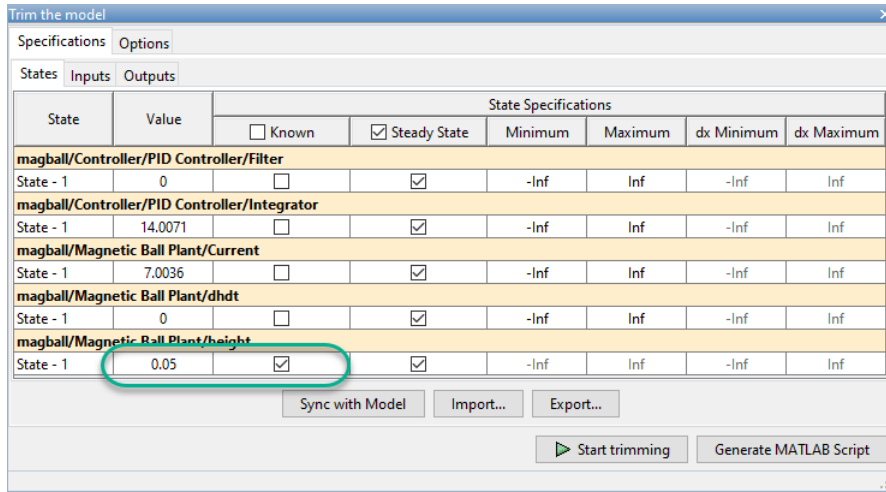 Trim the model
Specifications Options
States Inputs Outputs
State Value State Specifications
Known Steady State Minimum Maximum dx Minimum dx Maximum
magball/Controller/PID Controller/Filter
State - 1 0 -Inf Inf -Inf Inf
magball/Controller/PID Controller/Integrator
State - 1 14.0071 -Inf Inf -Inf Inf
magball/Magnetic Ball Plant/Current
State - 1 7.0036 -Inf Inf -Inf Inf
magball/Magnetic Ball Plant/dhdt
State - 1 0 -Inf Inf -Inf Inf
magball/Magnetic Ball Plant/height
State - 1 0.05 -Inf Inf -Inf Inf
Sync with Model Import... Export...
Start trimming Generate MATLAB Script